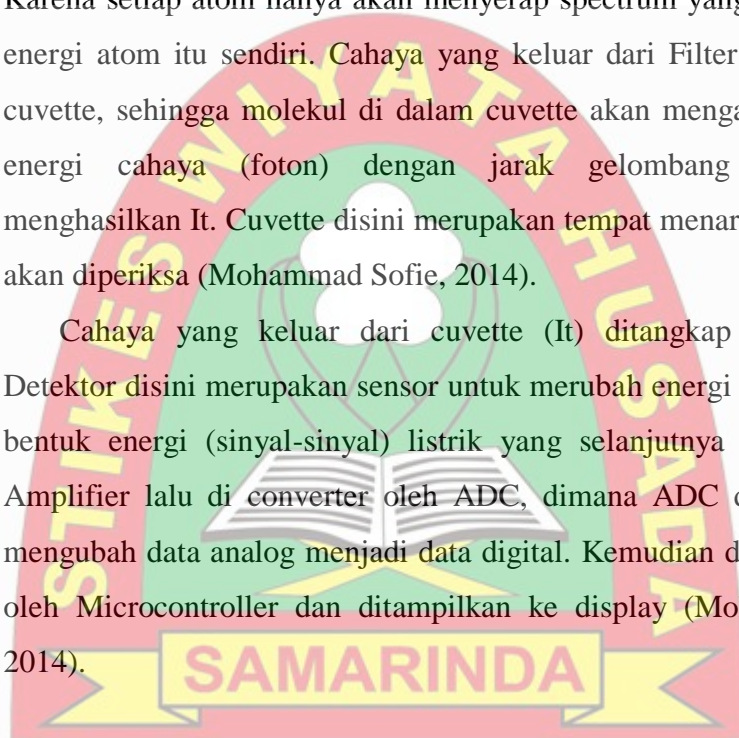 Karena setiap atom hanya akan menyerap spectrum yang
energi atom itu sendiri. Cahaya yang keluar dari Filter
cuvette, sehingga molekul di dalam cuvette akan
energi cahaya (foton) dengan jarak gelombang
menghasilkan It. Cuvette disini merupakan tempat
akan diperiksa (Mohammad Sofie, 2014).
Cahaya yang keluar dari cuvette (It) ditangkap
Detektor disini merupakan sensor untuk merubah energi
bentuk energi (sinyal-sinyal) listrik yang selanjutnya
Amplifier lalu di converter oleh ADC, dimana ADC
mengubah data analog menjadi data digital. Kemudian
oleh Microcontroller dan ditampilkan ke display
2014).
STIKES WIYATA HUSADA
SAMARINDA